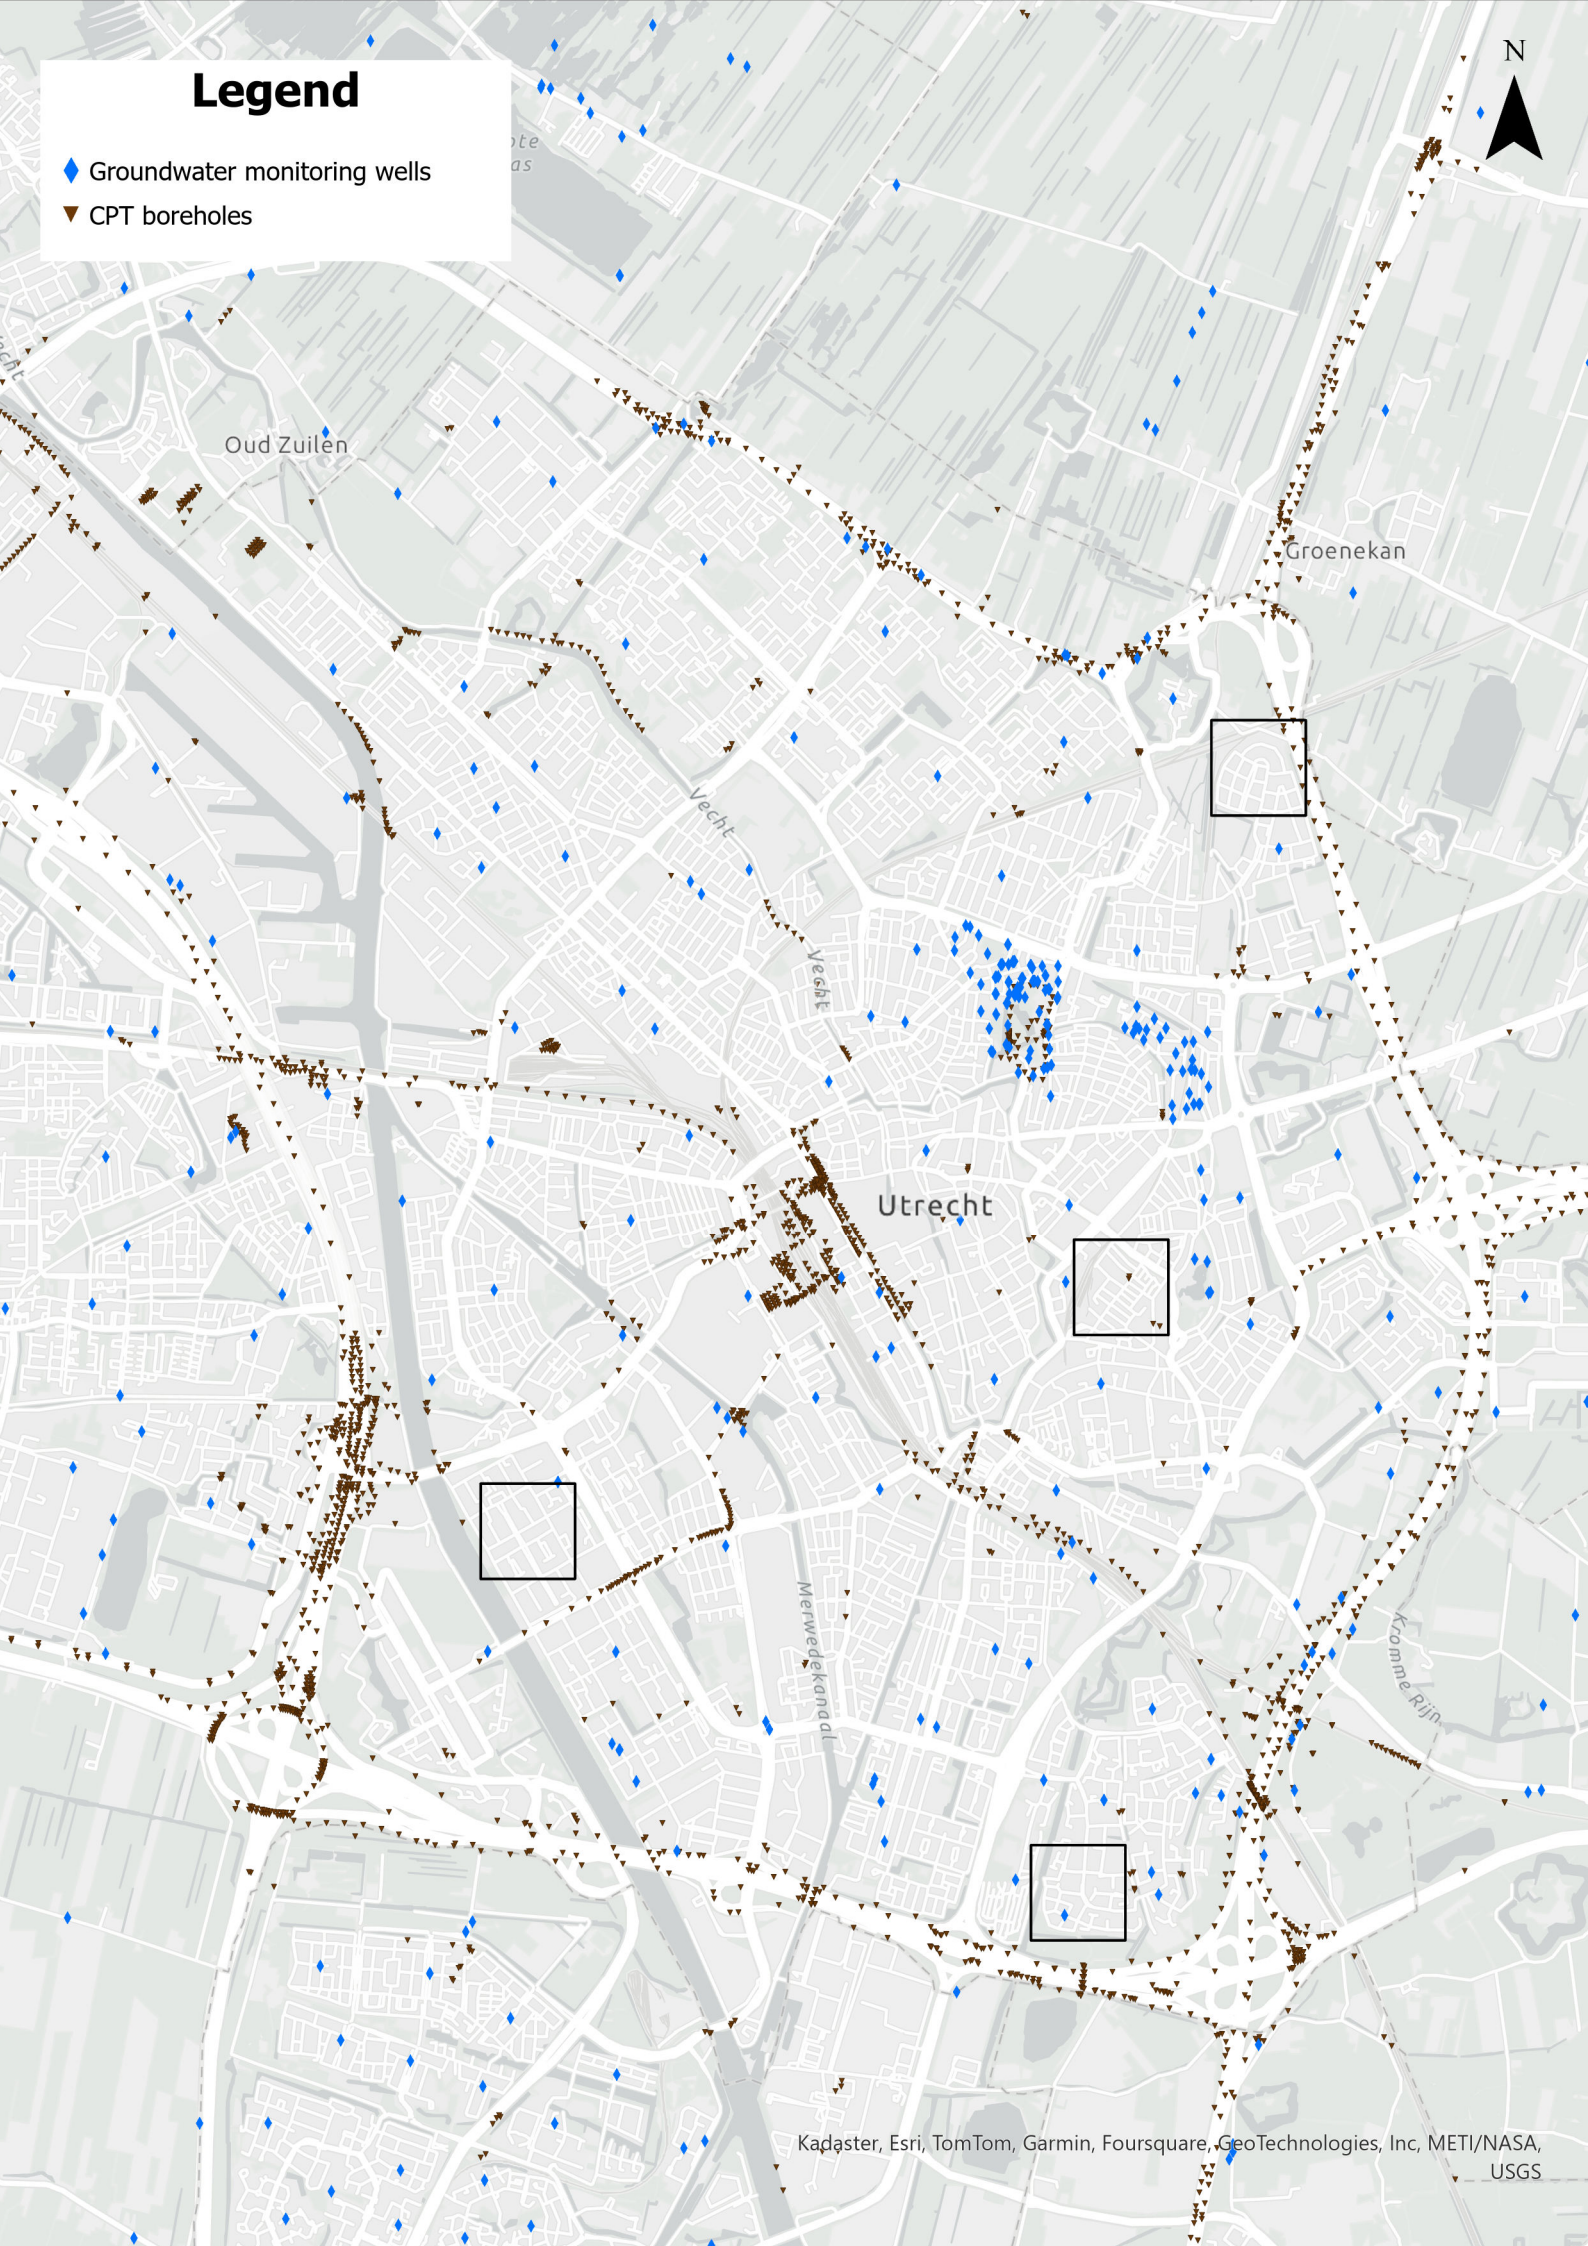 N
Legend
Groundwater monitoring wells
CPT boreholes
Oud Zuilen
Groenekan
Vecht
Vecht
Utrecht
Merwedekanaal
Kromme Rijn
Kadaster, Esri, TomTom, Garmin, Foursquare, GeoTechnologies, Inc, METI/NASA,
USGS